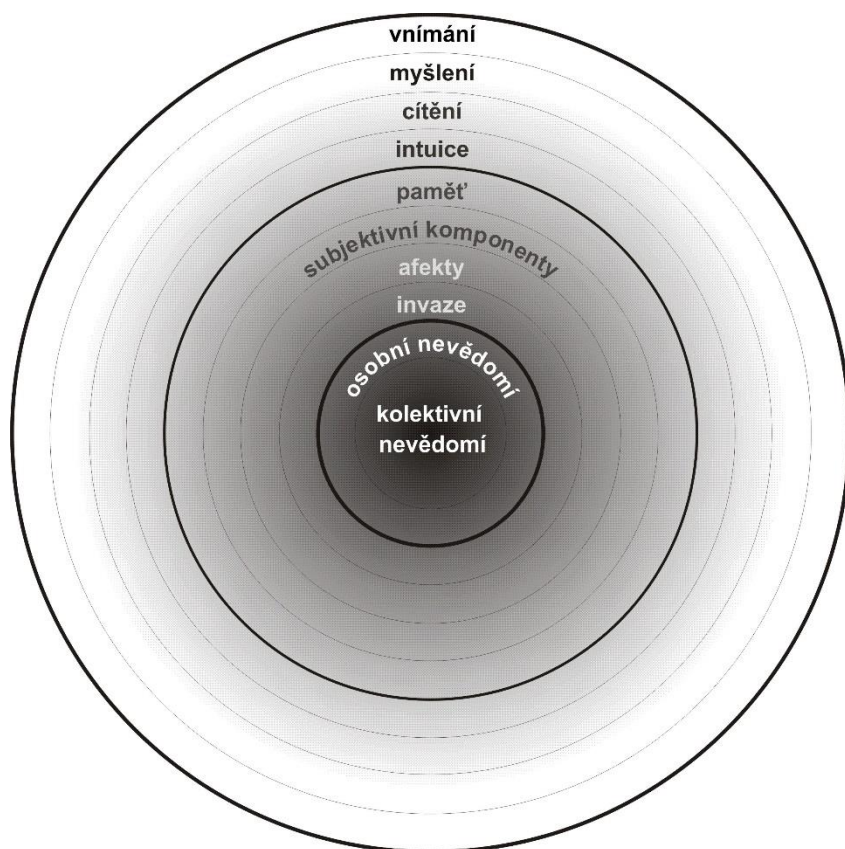 vnímání
myšlení
cítění
intuice
paměť
subjektivní komponenty
afekty
invaze
osobní nevědomí
kolektivní
nevědomí